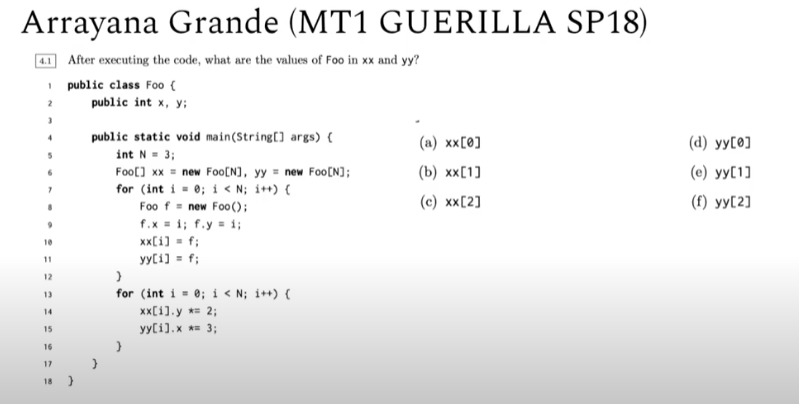 Arrayana Grande (MT1 GUERILLA SP18)
4.1 After executing the code, what are the values of Foo in xx and yy?
1 public class Foo {
2 public int x, y;
3
4 public static void main(String[] args) {
5 int N = 3;
6 Foo[] xx = new Foo[N], yy = new Foo[N];
7 for (int i = 0; i < N; i++) {
8 Foo f = new Foo();
9 f.x = i; f.y = i;
10 xx[i] = f;
11 yy[i] = f;
12 }
13 for (int i = 0; i < N; i++) {
14 xx[i].y *= 2;
15 yy[i].x *= 3;
16 }
17 }
18 }
(a) xx[0]
(b) xx[1]
(c) xx[2]
(d) yy[0]
(e) yy[1]
(f) yy[2]